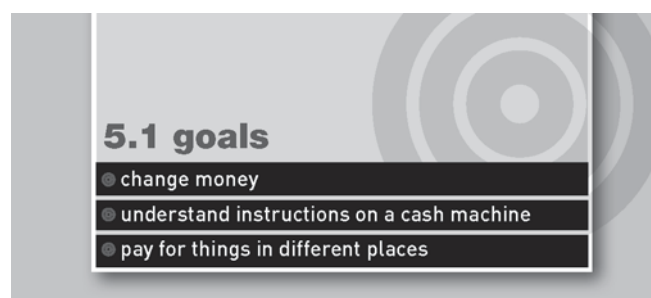 5.1 goals
change money
understand instructions on a cash machine
pay for things in different places